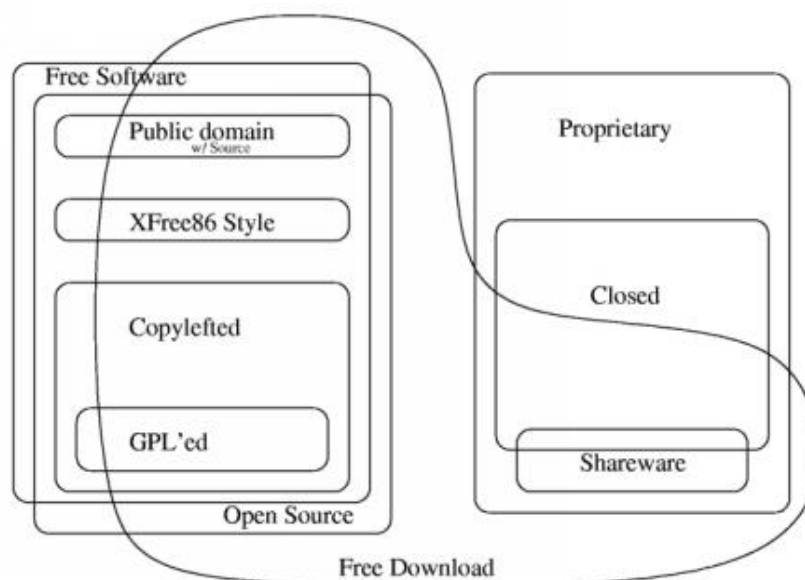 Free Software
Public domain
w/ Source
XFree86 Style
Copylefted
GPL'ed
Open Source
Proprietary
Closed
Shareware
Free Download